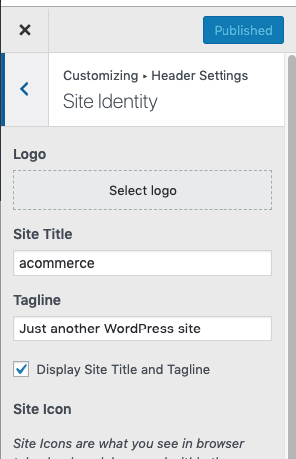 Published
Customizing ▸ Header Settings
Site Identity
Logo
Select logo
Site Title
acommerce
Tagline
Just another WordPress site
Display Site Title and Tagline
Site Icon
Site Icons are what you see in browser